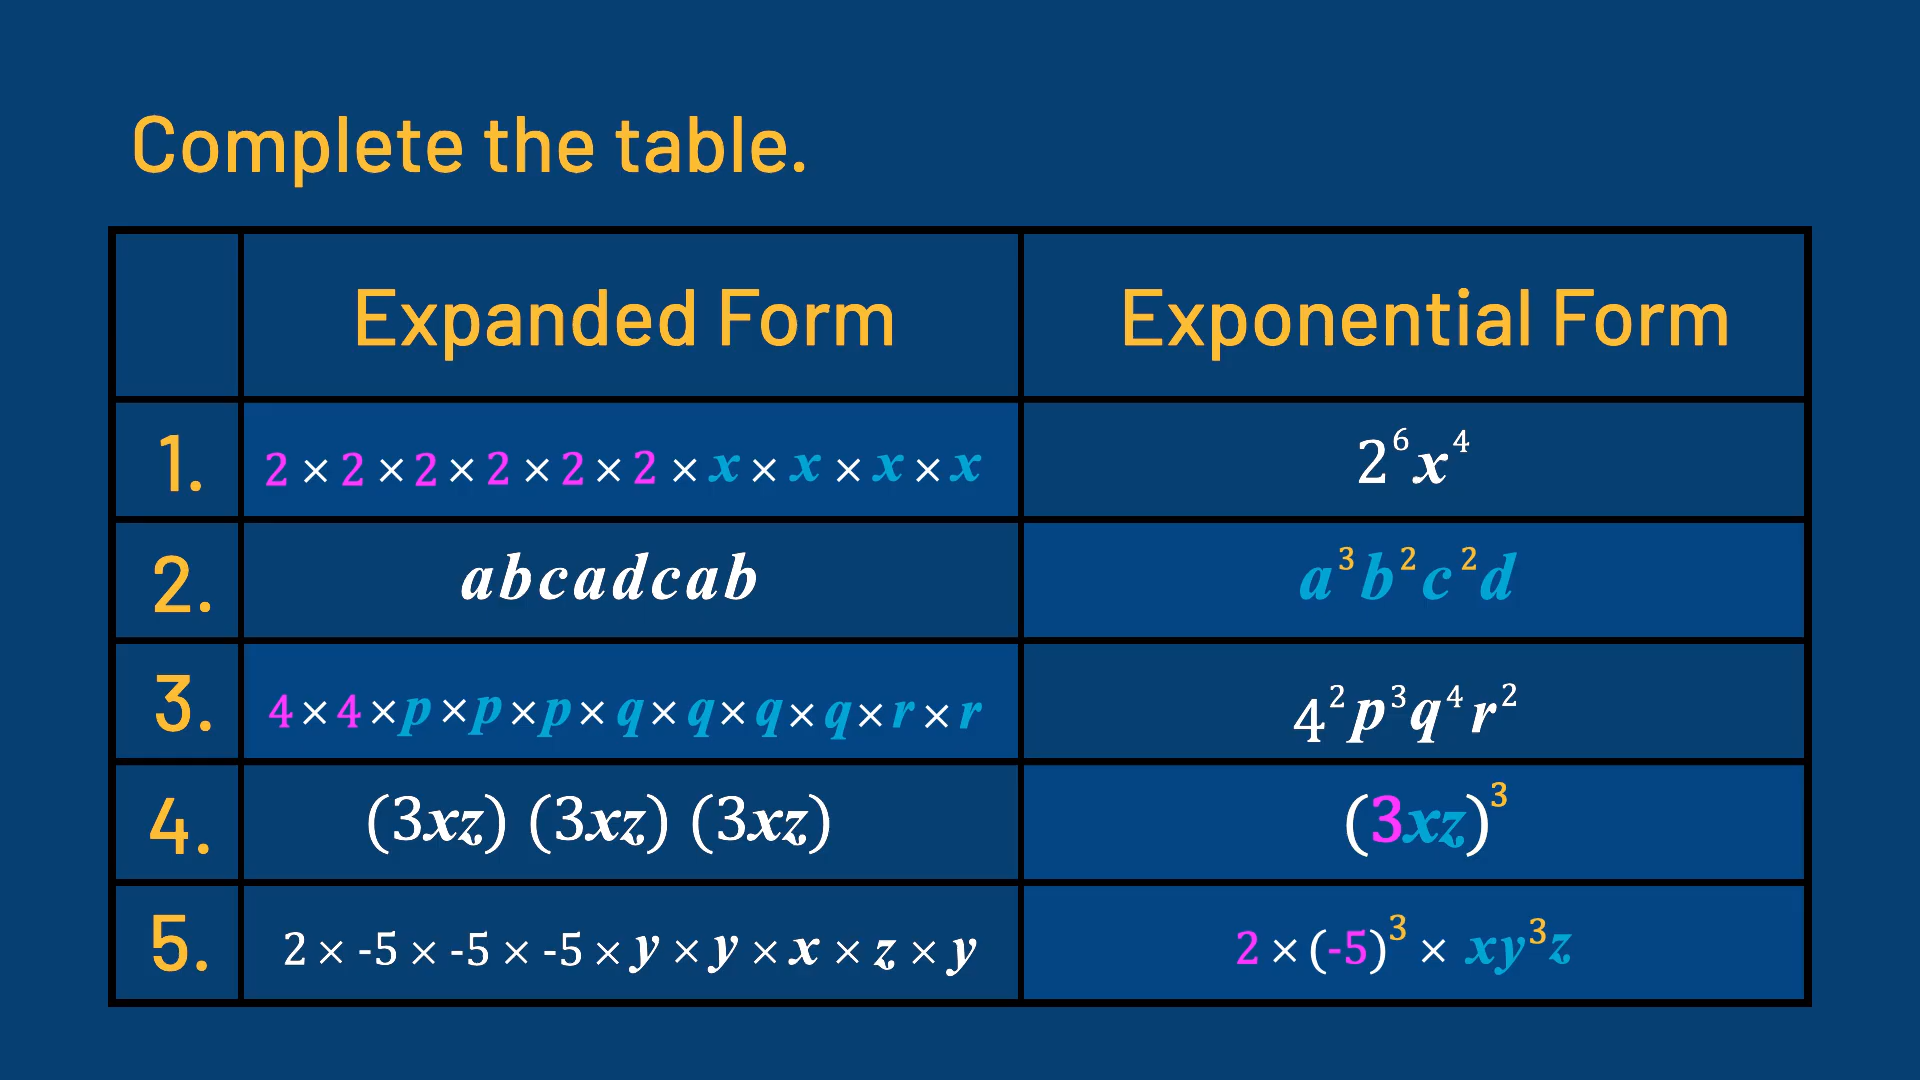 Complete the table.
Expanded Form Exponential Form
1. 2 × 2 × 2 × 2 × 2 × 2 × x × x × x × x 2⁶x⁴
2. abcadcab a³b²c²d
3. 4 × 4 × p × p × p × q × q × q × q × r × r 4²p³q⁴r²
4. (3xz) (3xz) (3xz) (3xz)³
5. 2 × -5 × -5 × -5 × y × y × x × z × y 2 × (-5)³ × xy³z